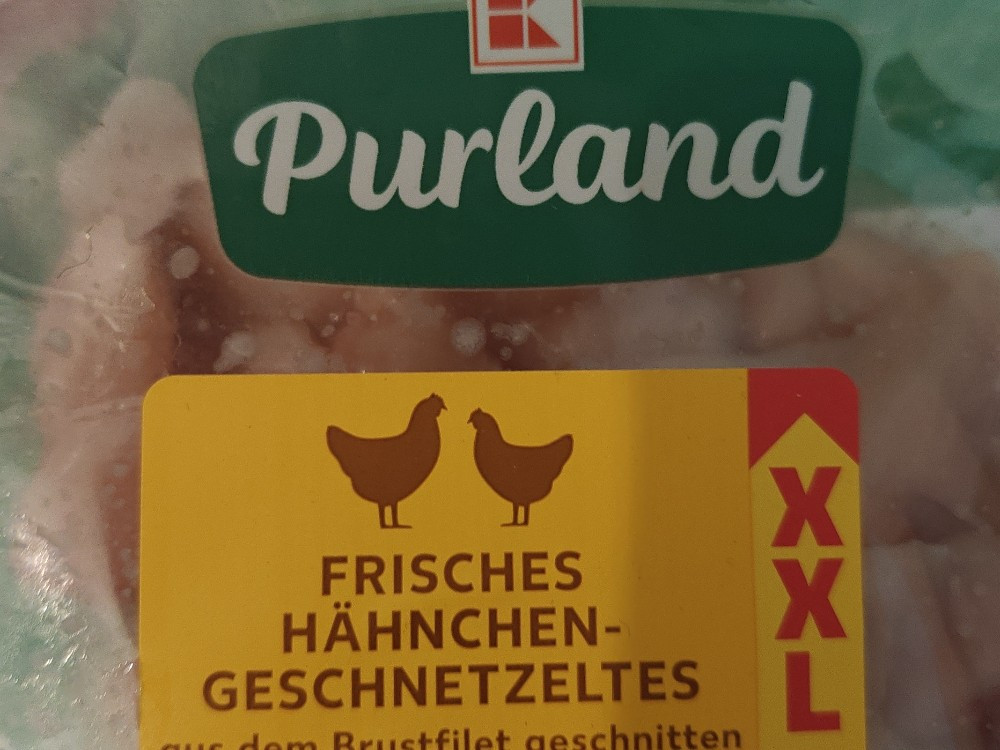 Purland
FRISCHES
HÄHNCHEN-
GESCHNETZELTES
aus dem Brustfilet geschnitten
XXL